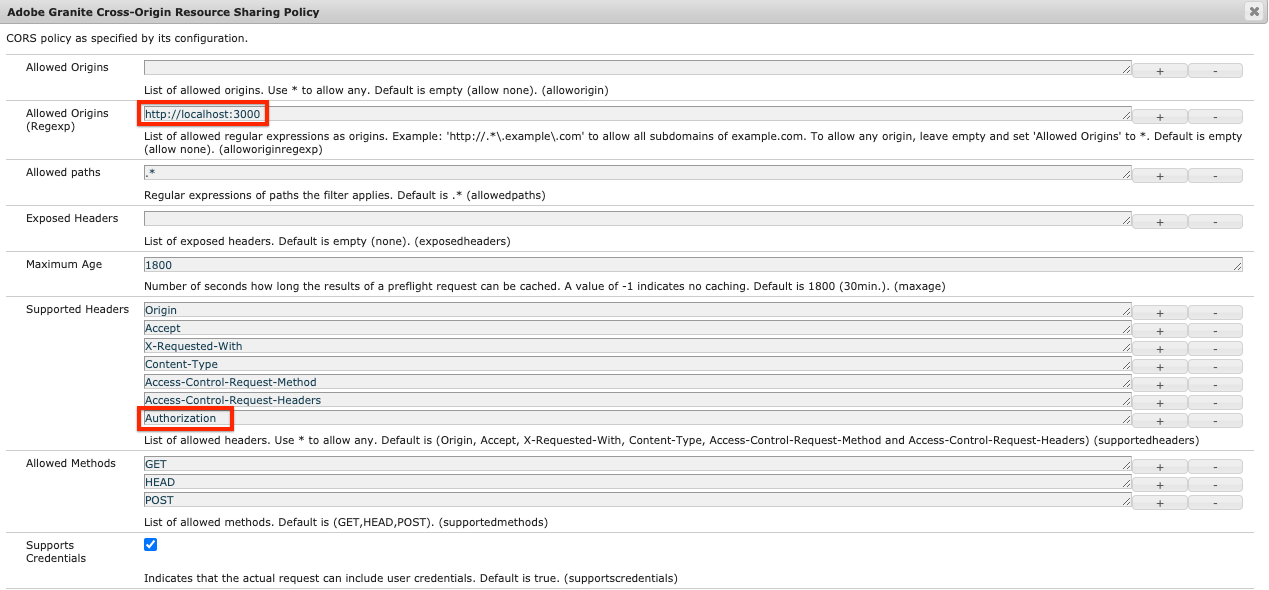 Adobe Granite Cross-Origin Resource Sharing Policy
CORS policy as specified by its configuration.
Allowed Origins
+ -
List of allowed origins. Use * to allow any. Default is empty (allow none). (alloworigin)
Allowed Origins
(Regexp)
http://localhost:3000
+ -
List of allowed regular expressions as origins. Example: 'http://.*\.example\.com' to allow all subdomains of example.com. To allow any origin, leave empty and set 'Allowed Origins' to *. Default is empty
(allow none). (alloworiginregexp)
Allowed paths
.*
+ -
Regular expressions of paths the filter applies. Default is .* (allowedpaths)
Exposed Headers
+ -
List of exposed headers. Default is empty (none). (exposedheaders)
Maximum Age
1800
Number of seconds how long the results of a preflight request can be cached. A value of -1 indicates no caching. Default is 1800 (30min.). (maxage)
Supported Headers
Origin
+ -
Accept
+ -
X-Requested-With
+ -
Content-Type
+ -
Access-Control-Request-Method
+ -
Access-Control-Request-Headers
+ -
Authorization
+ -
List of allowed headers. Use * to allow any. Default is (Origin, Accept, X-Requested-With, Content-Type, Access-Control-Request-Method and Access-Control-Request-Headers) (supportedheaders)
Allowed Methods
GET
+ -
HEAD
+ -
POST
+ -
List of allowed methods. Default is (GET,HEAD,POST). (supportedmethods)
Supports
Credentials
Indicates that the actual request can include user credentials. Default is true. (supportscredentials)